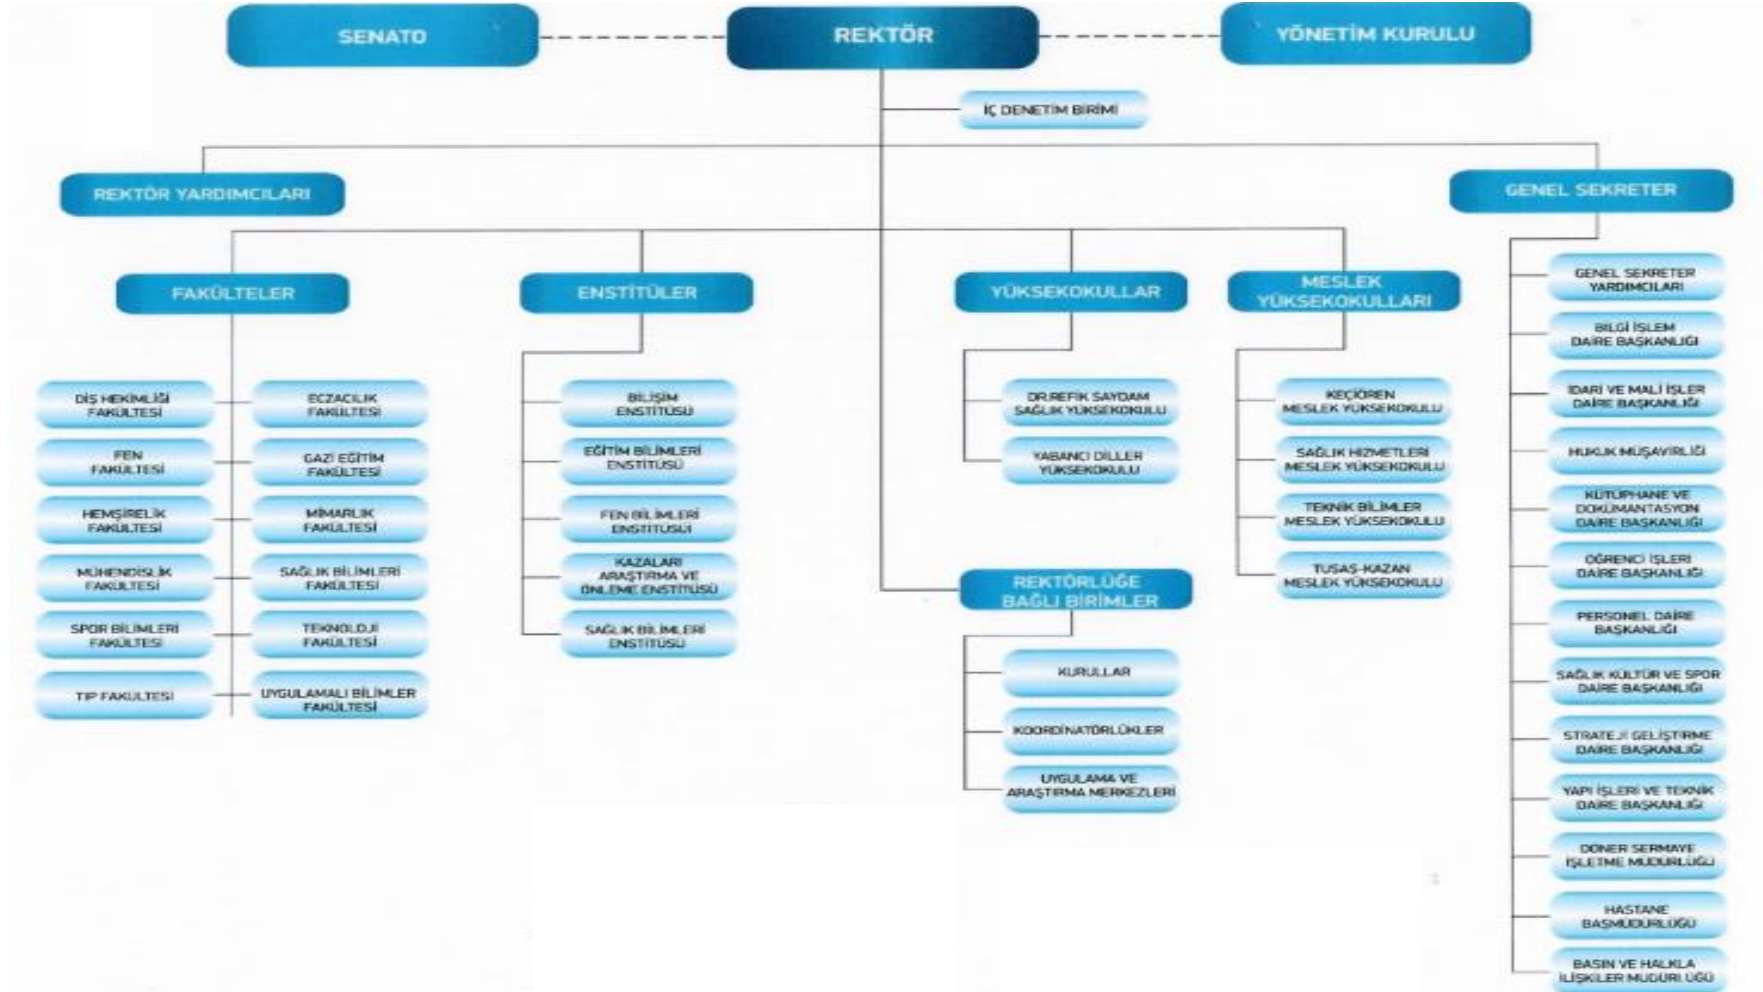 SENATO
REKTÖR
YÖNETİM KURULU
İÇ DENETİM BİRİMİ
REKTÖR YARDIMCILARI
GENEL SEKRETER
FAKÜLTELER
DİŞ HEKİMLİĞİ
FAKÜLTESİ
ECZACILIK
FAKÜLTESİ
FEN
FAKÜLTESİ
GAZİ EĞİTİM
FAKÜLTESİ
HEMŞİRELİK
FAKÜLTESİ
MİMARLIK
FAKÜLTESİ
MÜHENDİSLİK
FAKÜLTESİ
SAĞLIK BİLİMLERİ
FAKÜLTESİ
SPOR BİLİMLERİ
FAKÜLTESİ
TEKNOLOJİ
FAKÜLTESİ
TIP FAKÜLTESİ
UYGULAMALI BİLİMLER
FAKÜLTESİ
ENSTİTÜLER
BİLİŞİM
ENSTİTÜSÜ
EĞİTİM BİLİMLERİ
ENSTİTÜSÜ
FEN BİLİMLERİ
ENSTİTÜSÜ
KAZALARI
ARAŞTIRMA VE
ÖNLEME ENSTİTÜSÜ
SAĞLIK BİLİMLERİ
ENSTİTÜSÜ
YÜKSEKOKULLAR
DR.REFİK SAYDAM
SAĞLIK YÜKSEKOKULU
YABANCI DİLLER
YÜKSEKOKULU
MESLEK
YÜKSEKOKULLARI
KEÇİÖREN
MESLEK YÜKSEKOKULU
SAĞLIK HİZMETLERİ
MESLEK YÜKSEKOKULU
TEKNİK BİLİMLER
MESLEK YÜKSEKOKULU
TUSAŞ-KAZAN
MESLEK YÜKSEKOKULU
REKTÖRLÜĞE
BAĞLI BİRİMLER
KURULLAR
KOORDİNATÖRLÜKLER
UYGULAMA VE
ARAŞTIRMA MERKEZLERİ
GENEL SEKRETER
YARDIMCILARI
BİLGİ İŞLEM
DAİRE BAŞKANLIĞI
İDARİ VE MALİ İŞLER
DAİRE BAŞKANLIĞI
HUKUK MÜŞAVİRLİĞİ
KÜTÜPHANE VE
DOKÜMANTASYON
DAİRE BAŞKANLIĞI
ÖĞRENCİ İŞLERİ
DAİRE BAŞKANLIĞI
PERSONEL DAİRE
BAŞKANLIĞI
SAĞLIK KÜLTÜR VE SPOR
DAİRE BAŞKANLIĞI
STRATEJİ GELİŞTİRME
DAİRE BAŞKANLIĞI
YAPI İŞLERİ VE TEKNİK
DAİRE BAŞKANLIĞI
DÖNER SERMAYE
İŞLETME MÜDÜRLÜĞÜ
HASTANE
BAŞMÜDÜRLÜĞÜ
BASIN VE HALKLA
İLİŞKİLER MÜDÜRLÜĞÜ